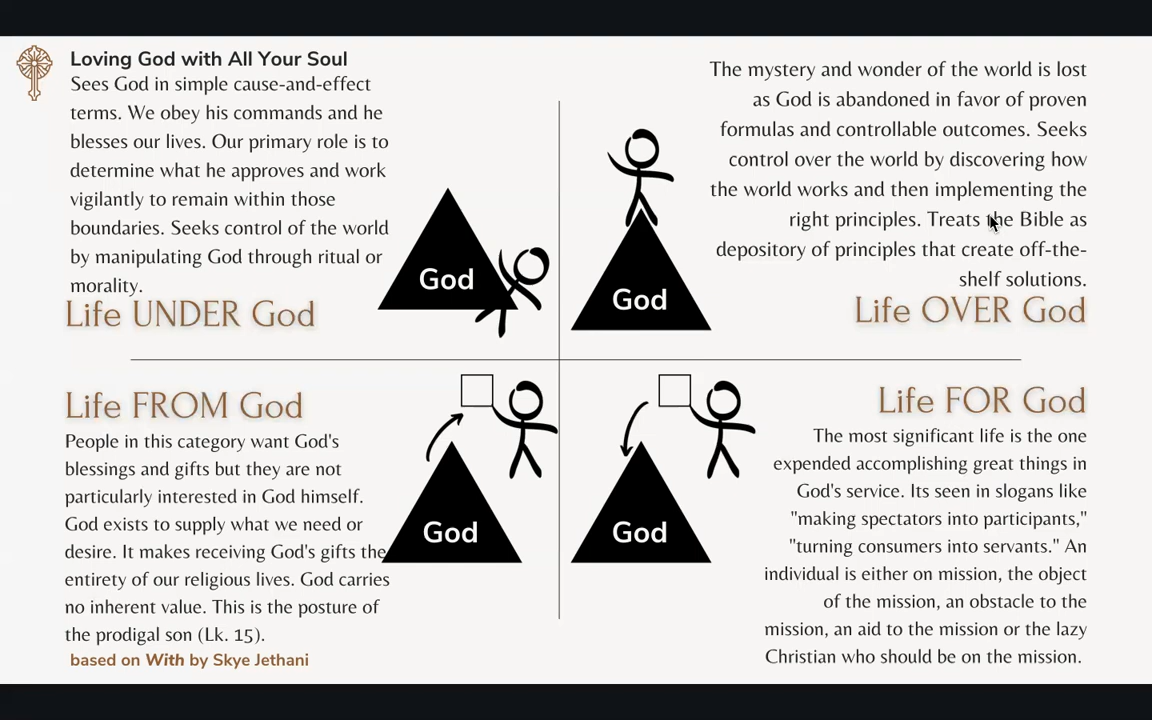 Loving God with All Your Soul
Sees God in simple cause-and-effect
terms. We obey his commands and he
blesses our lives. Our primary role is to
determine what he approves and work
vigilantly to remain within those
boundaries. Seeks control of the world
by manipulating God through ritual or
morality.
Life UNDER God
God
The mystery and wonder of the world is lost
as God is abandoned in favor of proven
formulas and controllable outcomes. Seeks
control over the world by discovering how
the world works and then implementing the
right principles. Treats the Bible as
depository of principles that create off-the-
shelf solutions.
Life OVER God
God
Life FROM God
People in this category want God's
blessings and gifts but they are not
particularly interested in God himself.
God exists to supply what we need or
desire. It makes receiving God's gifts the
entirety of our religious lives. God carries
no inherent value. This is the posture of
the prodigal son (Lk. 15).
God
based on With by Skye Jethani
Life FOR God
The most significant life is the one
expended accomplishing great things in
God's service. Its seen in slogans like
"making spectators into participants,"
"turning consumers into servants." An
individual is either on mission, the object
of the mission, an obstacle to the
mission, an aid to the mission or the lazy
Christian who should be on the mission.
God